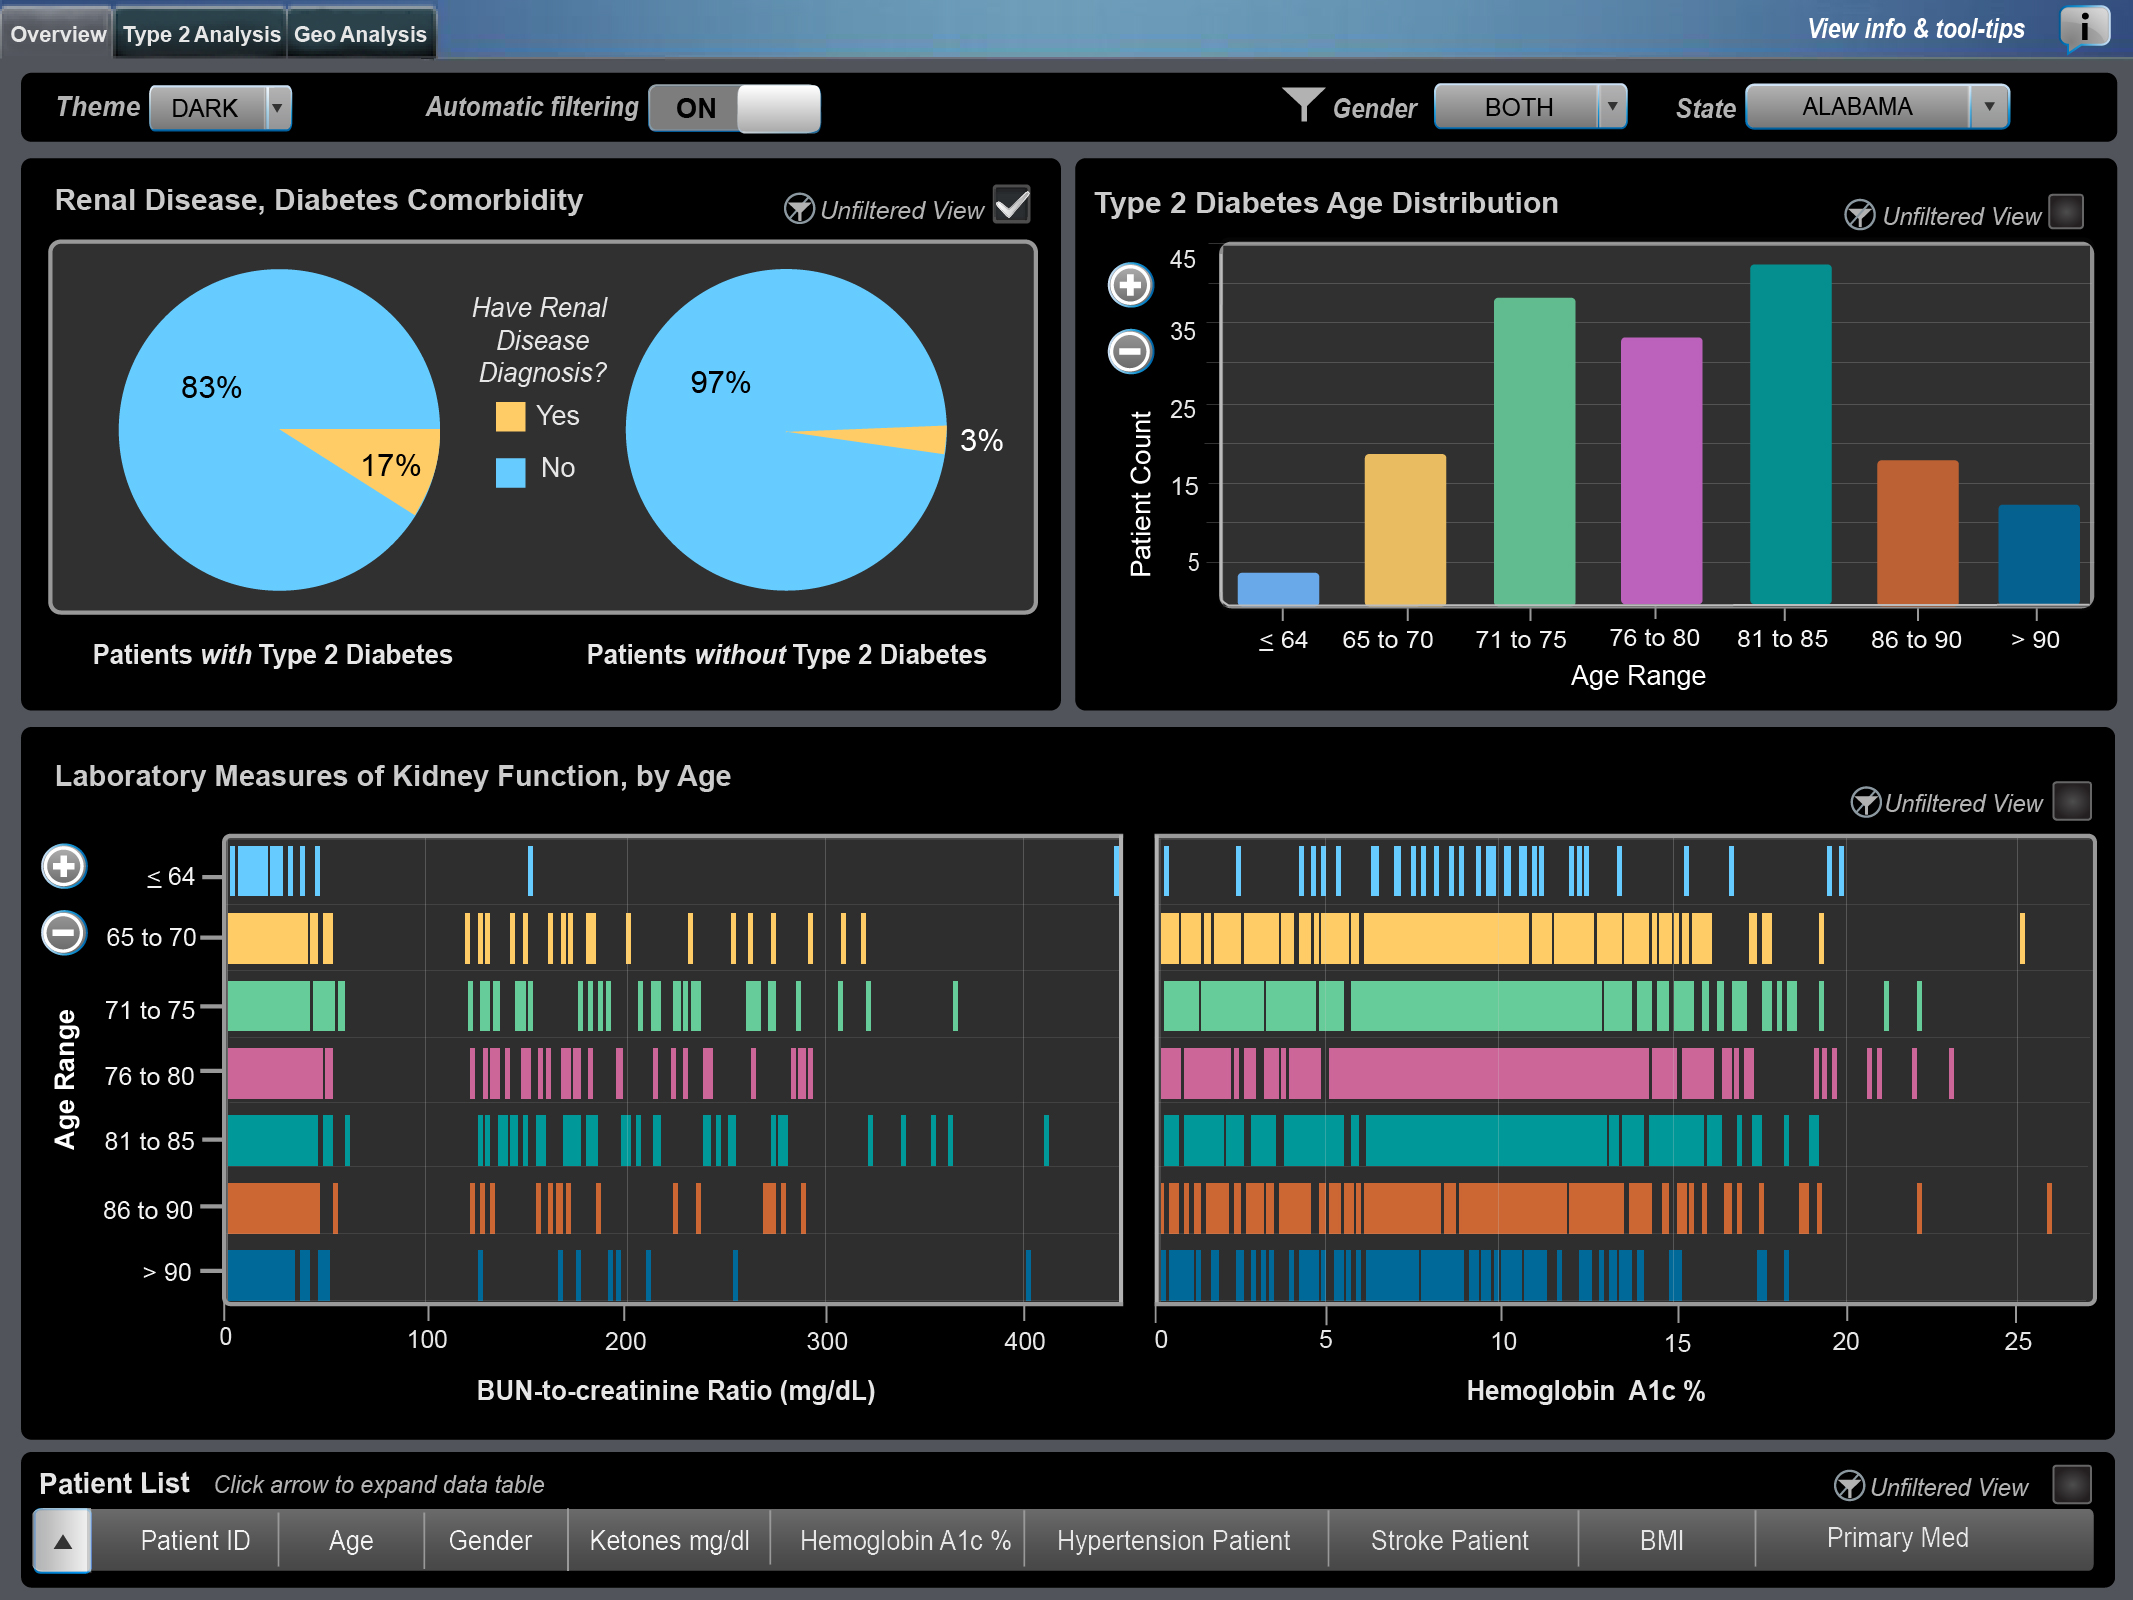 Overview Type 2 Analysis Geo Analysis View info & tool-tips i
Theme DARK Automatic filtering ON Gender BOTH State ALABAMA
Renal Disease, Diabetes Comorbidity
Unfiltered View
83%
17%
Have Renal
Disease
Diagnosis?
Yes
No
97%
3%
Patients with Type 2 Diabetes
Patients without Type 2 Diabetes
Type 2 Diabetes Age Distribution
Unfiltered View
Patient Count
45
35
25
15
5
≤ 64 65 to 70 71 to 75 76 to 80 81 to 85 86 to 90 > 90
Age Range
Laboratory Measures of Kidney Function, by Age
Unfiltered View
Age Range
≤ 64
65 to 70
71 to 75
76 to 80
81 to 85
86 to 90
> 90
0 100 200 300 400
BUN-to-creatinine Ratio (mg/dL)
0 5 10 15 20 25
Hemoglobin A1c %
Patient List Click arrow to expand data table
Unfiltered View
Patient ID Age Gender Ketones mg/dl Hemoglobin A1c % Hypertension Patient Stroke Patient BMI Primary Med